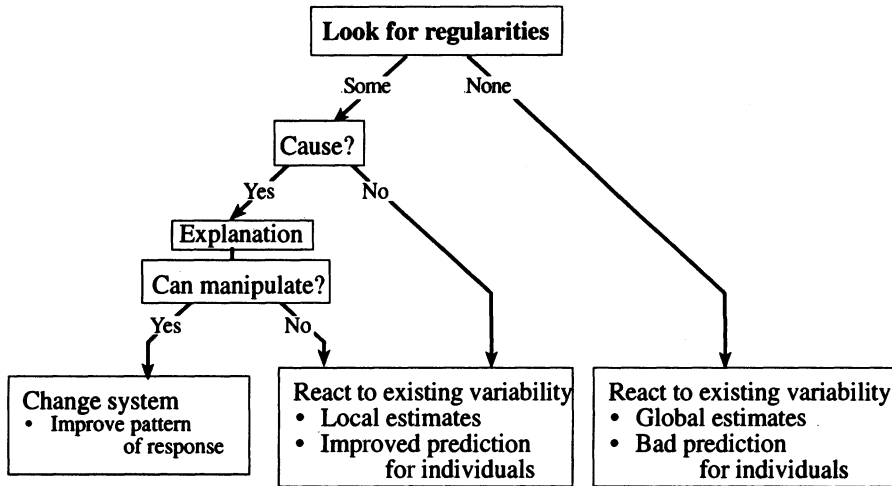 Look for regularities
Some
None
Cause?
Yes
No
Explanation
Can manipulate?
Yes
No
Change system
• Improve pattern
of response
React to existing variability
• Local estimates
• Improved prediction
for individuals
React to existing variability
• Global estimates
• Bad prediction
for individuals